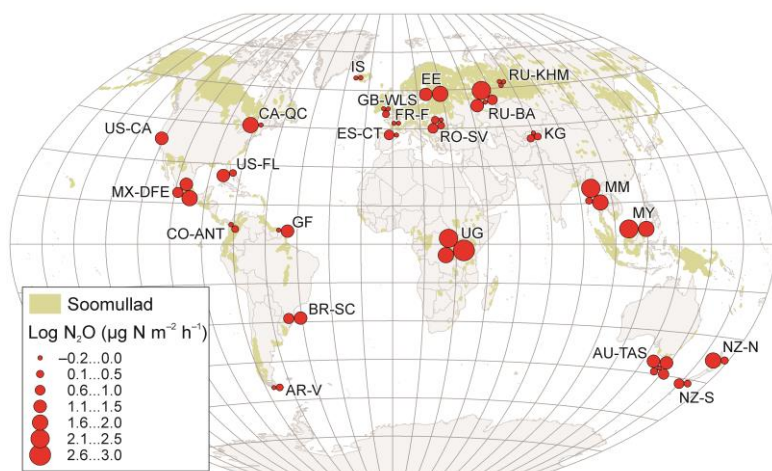 IS
EE
RU-KHM
GB-WLS
CA-QC
FR-F
RU-BA
US-CA
ES-CT
RO-SV
KG
US-FL
MX-DFE
MM
MY
GF
CO-ANT
UG
BR-SC
AU-TAS
NZ-N
NZ-S
AR-V
Soomullad
Log N₂O (µg N m⁻² h⁻¹)
–0.2...0.0
0.1...0.5
0.6...1.0
1.1...1.5
1.6...2.0
2.1...2.5
2.6...3.0